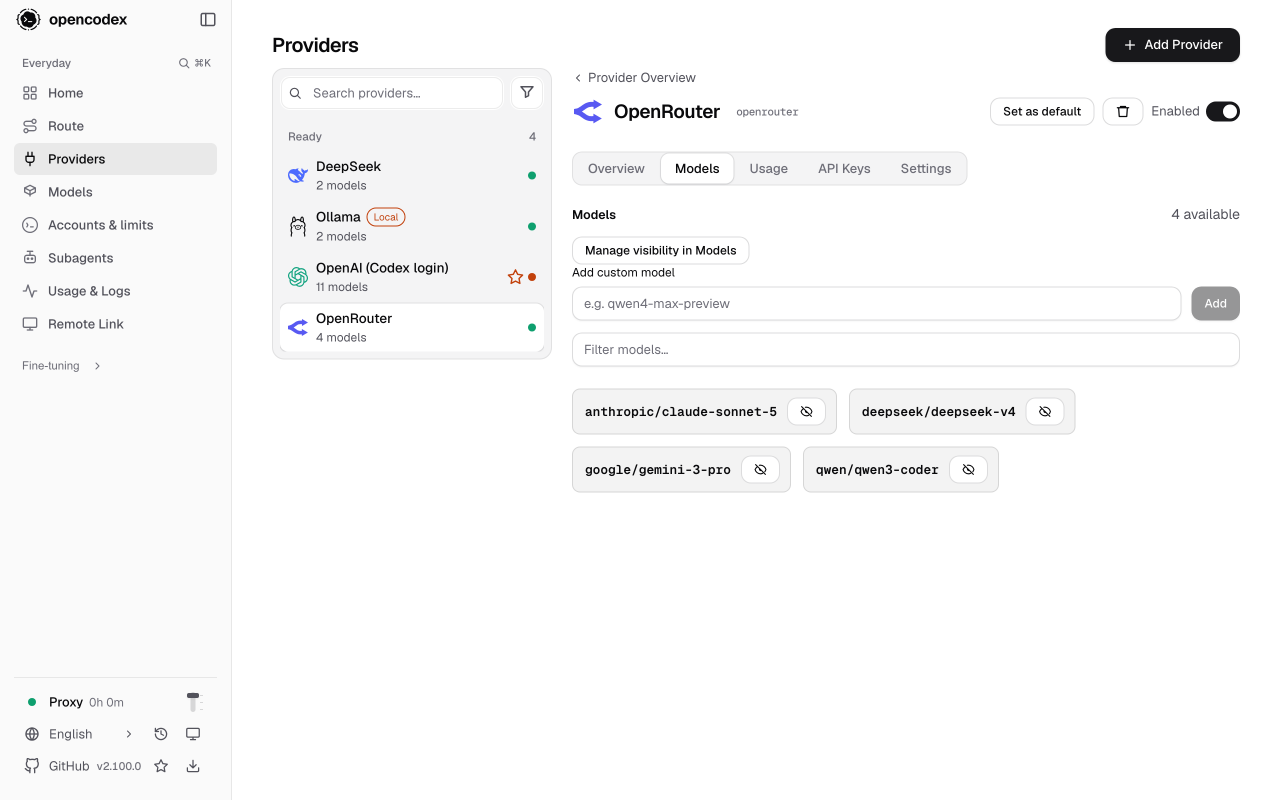 opencodex
Everyday
⌘K
Home
Route
Providers
Models
Accounts & limits
Subagents
Usage & Logs
Remote Link
Fine-tuning
Proxy 0h 0m
English
GitHub v2.100.0
Providers
Add Provider
Search providers…
Ready 4
DeepSeek
2 models
Ollama Local
2 models
OpenAI (Codex login)
11 models
OpenRouter
4 models
Provider Overview
OpenRouter openrouter
Set as default
Enabled
Overview Models Usage API Keys Settings
Models 4 available
Manage visibility in Models
Add custom model
e.g. qwen4-max-preview Add
Filter models…
anthropic/claude-sonnet-5 deepseek/deepseek-v4
google/gemini-3-pro qwen/qwen3-coder